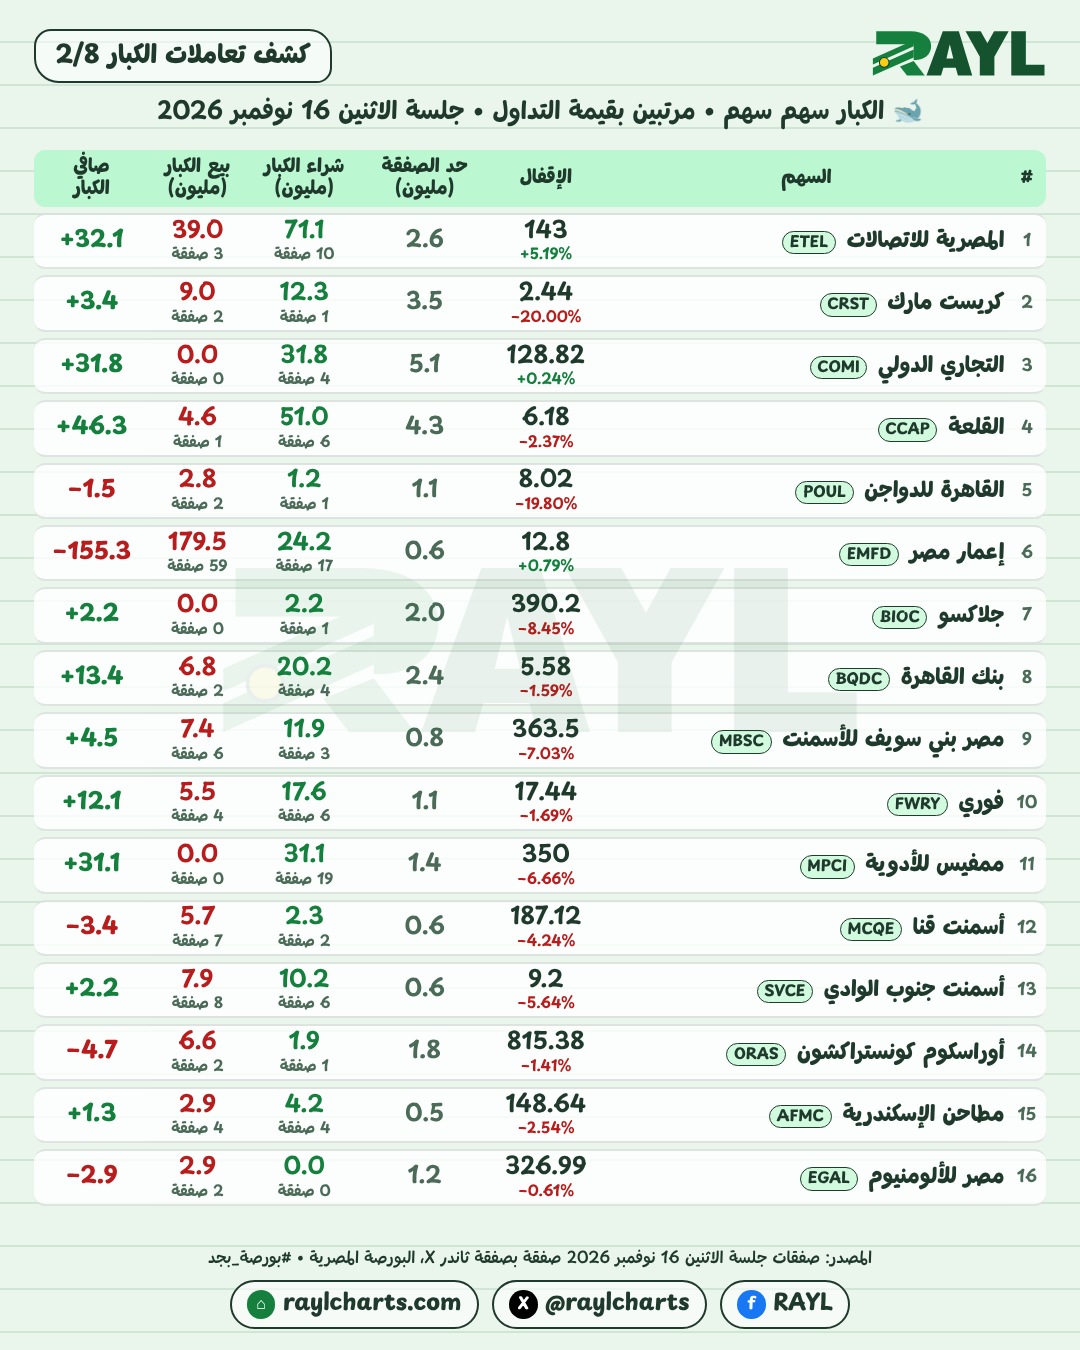 RAYL
كشف تعاملات الكبار 2/8
🐋 الكبار سهم سهم • مرتبين بقيمة التداول • جلسة الاثنين 16 نوفمبر 2026
# السهم الإقفال حد الصفقة (مليون) شراء الكبار (مليون) بيع الكبار (مليون) صافي الكبار
1 المصرية للاتصالات ETEL 143 2.6 71.1 39.0 +32.1
+5.19% 10 صفقة 3 صفقة
2 كريست مارك CRST 2.44 3.5 12.3 9.0 +3.4
−20.00% 1 صفقة 2 صفقة
3 التجاري الدولي COMI 128.82 5.1 31.8 0.0 +31.8
+0.24% 4 صفقة 0 صفقة
4 القلعة CCAP 6.18 4.3 51.0 4.6 +46.3
−2.37% 6 صفقة 1 صفقة
5 القاهرة للدواجن POUL 8.02 1.1 1.2 2.8 −1.5
−19.80% 1 صفقة 2 صفقة
6 إعمار مصر EMFD 12.8 0.6 24.2 179.5 −155.3
+0.79% 17 صفقة 59 صفقة
7 جلاكسو BIOC 390.2 2.0 2.2 0.0 +2.2
−8.45% 1 صفقة 0 صفقة
8 بنك القاهرة BQDC 5.58 2.4 20.2 6.8 +13.4
−1.59% 4 صفقة 2 صفقة
9 مصر بني سويف للأسمنت MBSC 363.5 0.8 11.9 7.4 +4.5
−7.03% 3 صفقة 6 صفقة
10 فوري FWRY 17.44 1.1 17.6 5.5 +12.1
−1.69% 6 صفقة 4 صفقة
11 ممفيس للأدوية MPCI 350 1.4 31.1 0.0 +31.1
−6.66% 19 صفقة 0 صفقة
12 أسمنت قنا MCQE 187.12 0.6 2.3 5.7 −3.4
−4.24% 2 صفقة 7 صفقة
13 أسمنت جنوب الوادي SVCE 9.2 0.6 10.2 7.9 +2.2
−5.64% 6 صفقة 8 صفقة
14 أوراسكوم كونستراكشون ORAS 815.38 1.8 1.9 6.6 −4.7
−1.41% 1 صفقة 2 صفقة
15 مطاحن الإسكندرية AFMC 148.64 0.5 4.2 2.9 +1.3
−2.54% 4 صفقة 4 صفقة
16 مصر للألومنيوم EGAL 326.99 1.2 0.0 2.9 −2.9
−0.61% 0 صفقة 2 صفقة
المصدر: صفقات جلسة الاثنين 16 نوفمبر 2026 صفقة بصفقة ثاندر X، البورصة المصرية • #بورصة_بجد
raylcharts.com @raylcharts RAYL